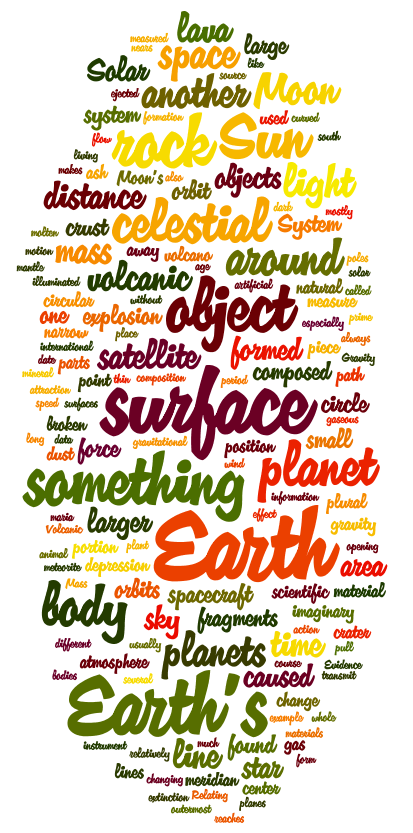 measured lava
nears large
space like
Solar source
ejected another Moon
system formation used curved
flow rock Sun south
living
makes ash Moon's also objects light
distance orbit mostly
dark
crust celestial System
molten
motion mass away volcano around poles
mantle age solar
illuminated volcanic artificial natural called
circular without object measure
one explosion especially prime
narrow place
international always
date parts satellite formed piece Gravity
mineral point thin composition composed path
attraction period
speed surfaces surface circle
gaseous
broken
long data gravitational position small
dust force
wind
something planet
information
maria larger effect plural
Volcanic gravity
Earth
animal portion plant opening
meteorite depression area
Mass orbits spacecraft scientific material
body fragments imaginary
sky action crater
different usually planets time pull
atmosphere course Evidence
bodies several caused transmit
Earth's change
example whole
materials
instrument much found gas
relatively line
lines star form
changing meridian center
extinction Relating planes
outermost
reaches